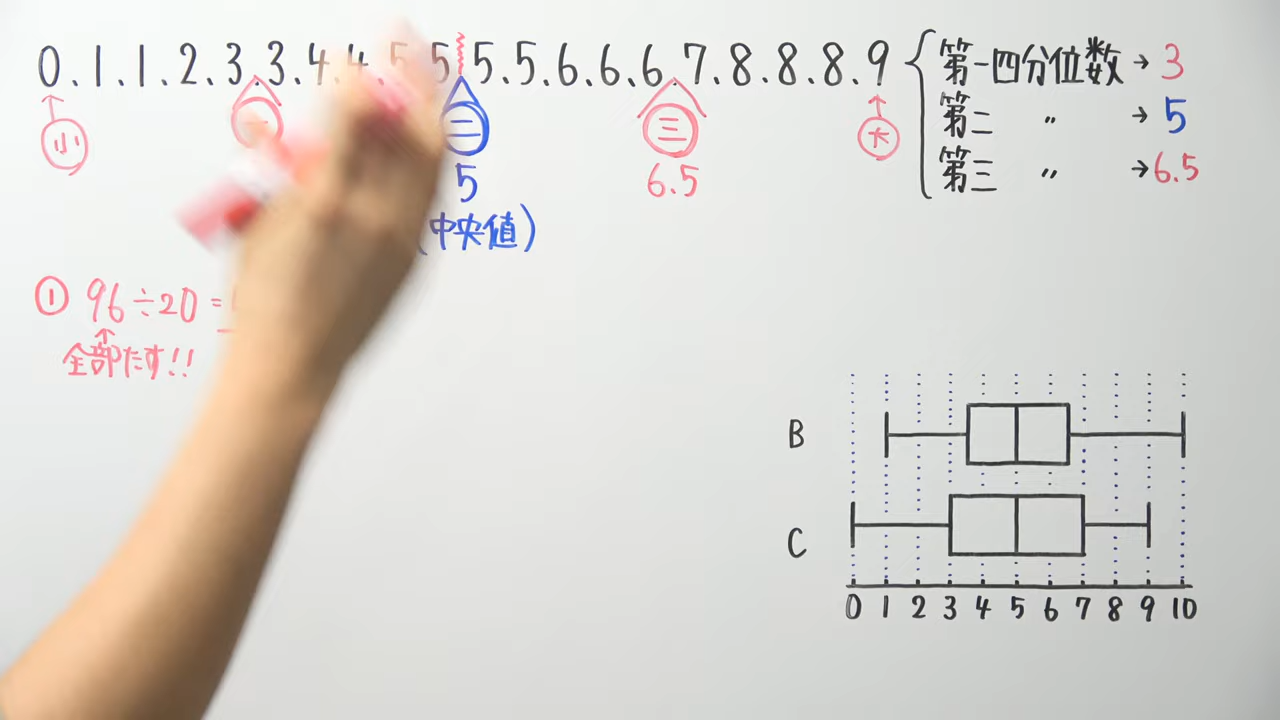 0.1.1.2.3.3.4.4.5.5.5.5.6.6.6.7.8.8.8.9
小 二 三 大
5 6.5
(中央値)
第一四分位数→3
第二 〃 →5
第三 〃 →6.5
① 96÷20=
全部たす!!
B
C
0 1 2 3 4 5 6 7 8 9 10